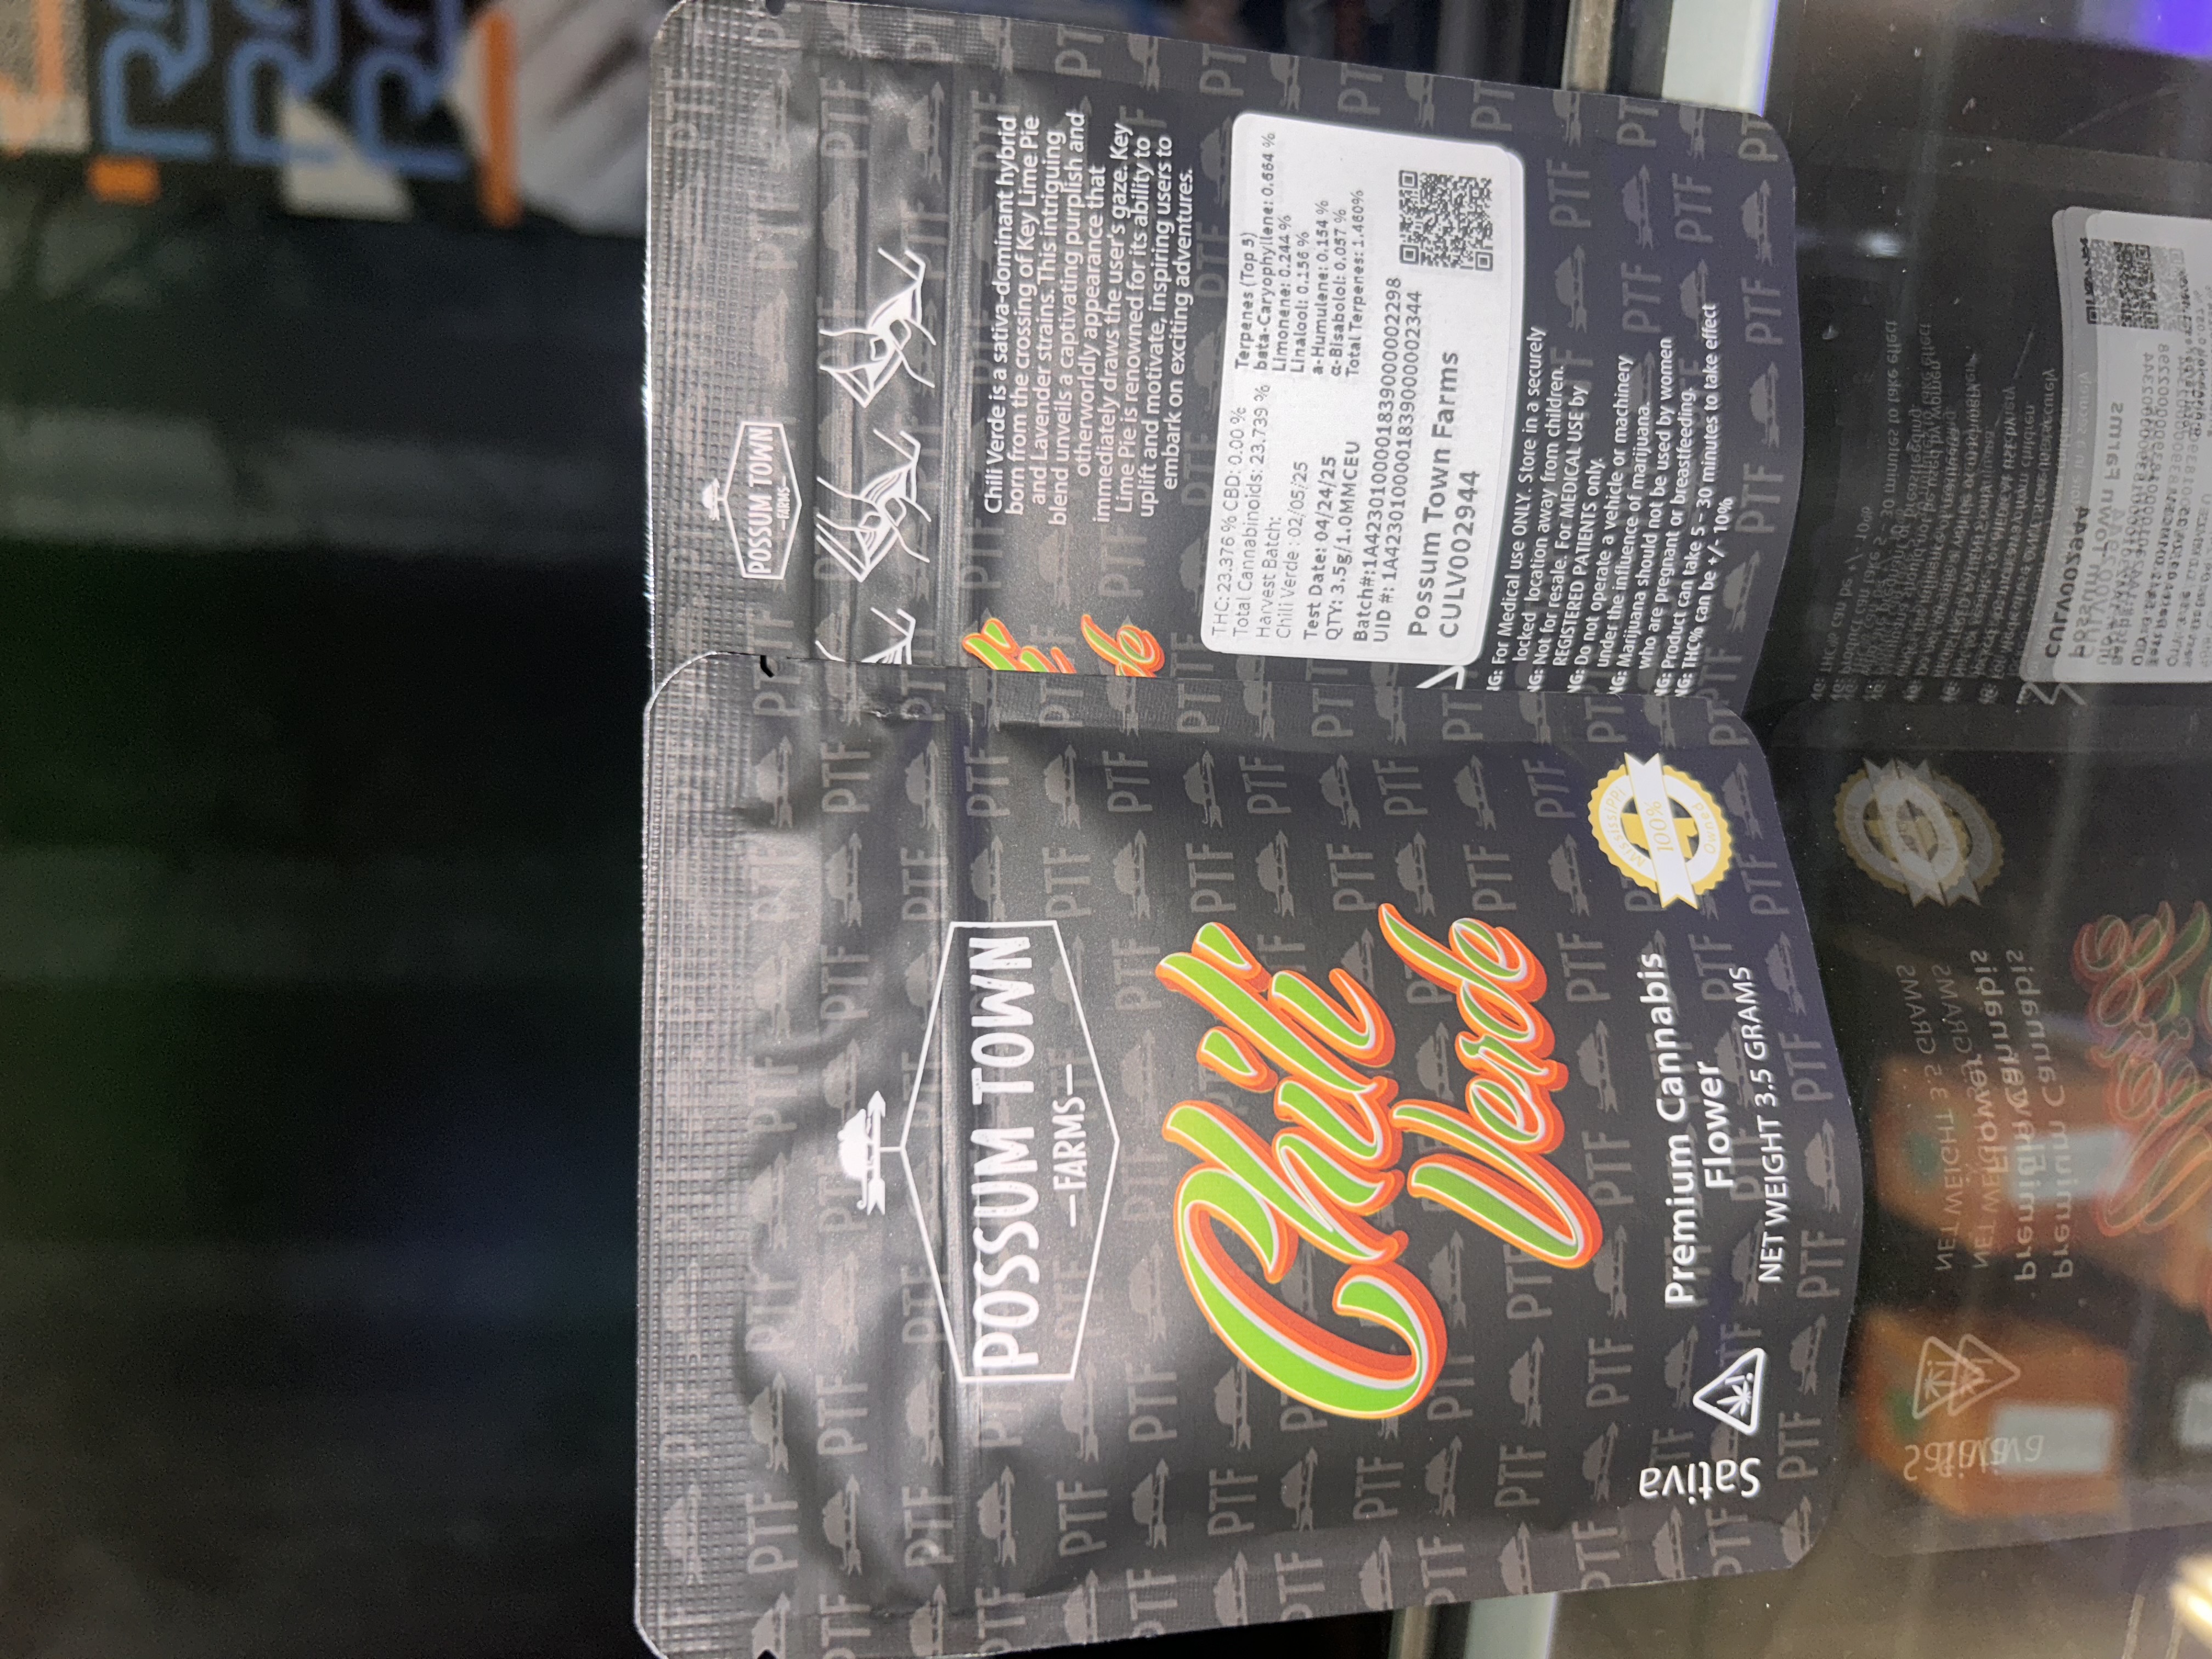 POSSUM TOWN
FARMS
Chili
Verde
Premium Cannabis
Flower
NET WEIGHT 3.5 GRAMS
Sativa
MISSISSIPPI
100%
Owned
POSSUM TOWN
FARMS
Chili Verde is a sativa-dominant hybrid
born from the crossing of Key Lime Pie
and Lavender strains. This intriguing
blend unveils a captivating purplish and
otherworldly appearance that
immediately draws the user's gaze. Key
Lime Pie is renowned for its ability to
uplift and motivate, inspiring users to
embark on exciting adventures.
THC: 23.376 % CBD: 0.00 %
Total Cannabinoids: 23.739 %
Harvest Batch:
Chili Verde : 02/05/25
Test Date: 04/24/25
QTY: 3.5g/1.0MMCEU
Terpenes (Top 5)
beta-Caryophyllene: 0.664 %
Limonene: 0.244 %
Linalool: 0.156 %
a-Humulene: 0.154 %
α-Bisabolol: 0.057 %
Total Terpenes: 1.460%
Batch#:1A4230100001839000002298
UID #: 1A4230100001839000002344
Possum Town Farms
CULV002944
NG: For Medical use ONLY. Store in a securely
locked location away from children.
NG: Not for resale. For MEDICAL USE by
REGISTERED PATIENTS only.
NG: Do not operate a vehicle or machinery
under the influence of marijuana.
NG: Marijuana should not be used by women
who are pregnant or breastfeeding.
NG: Product can take 5 - 30 minutes to take effect
NG: THC% can be +/- 10%